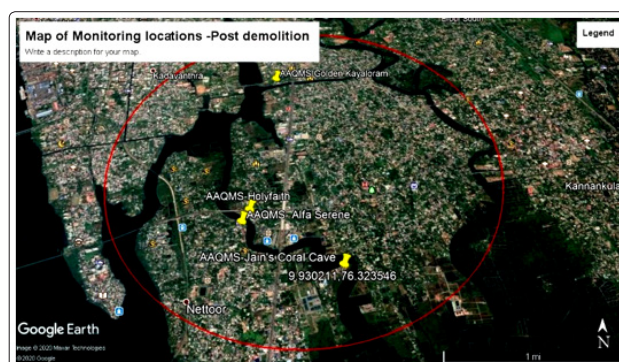 Map of Monitoring locations -Post demolition
Write a description for your map.
Legend
Kadavanthra
AAQMS-Golden Kayaloram
Kannankula
AAQMS-Holyfaith
AAQMS- Alfa Serene
AAQMS-Jain's Coral Cave
9.930211,76.323546
Nettoor
Google Earth
Image © 2020 Maxar Technologies
© 2020 Google
1 mi
N